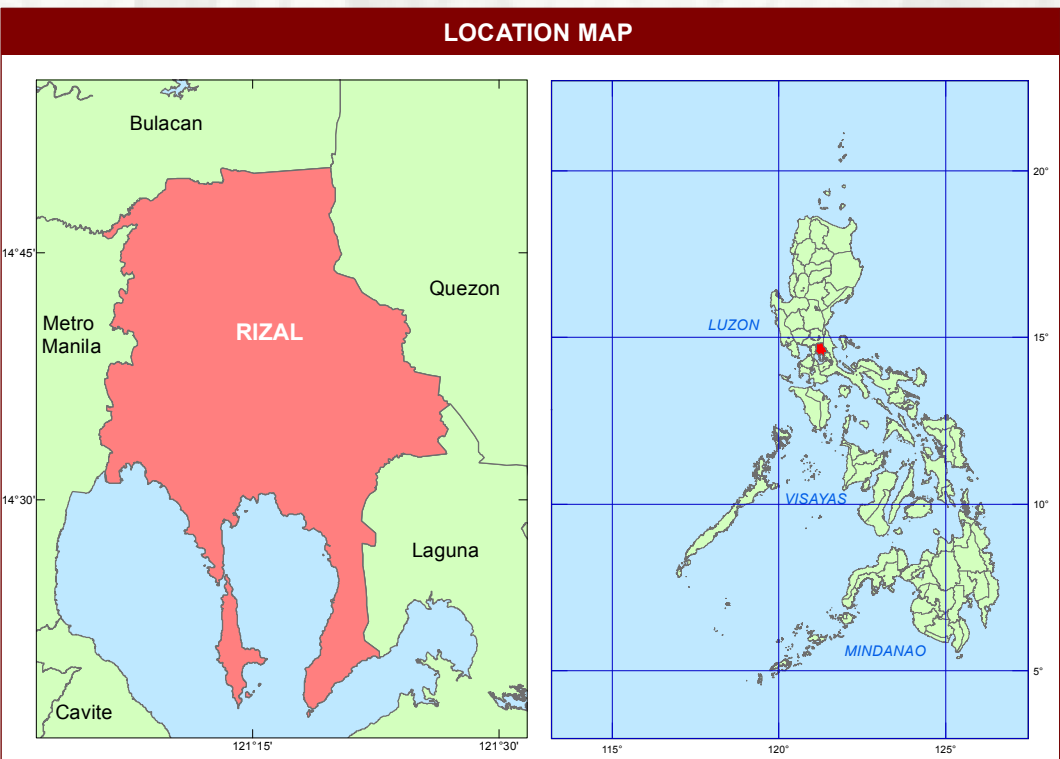 LOCATION MAP
Bulacan
14°45'
Quezon
Metro
Manila
RIZAL
14°30'
Laguna
Cavite
121°15'
121°30'
20°
LUZON
15°
VISAYAS
10°
MINDANAO
5°
115°
120°
125°